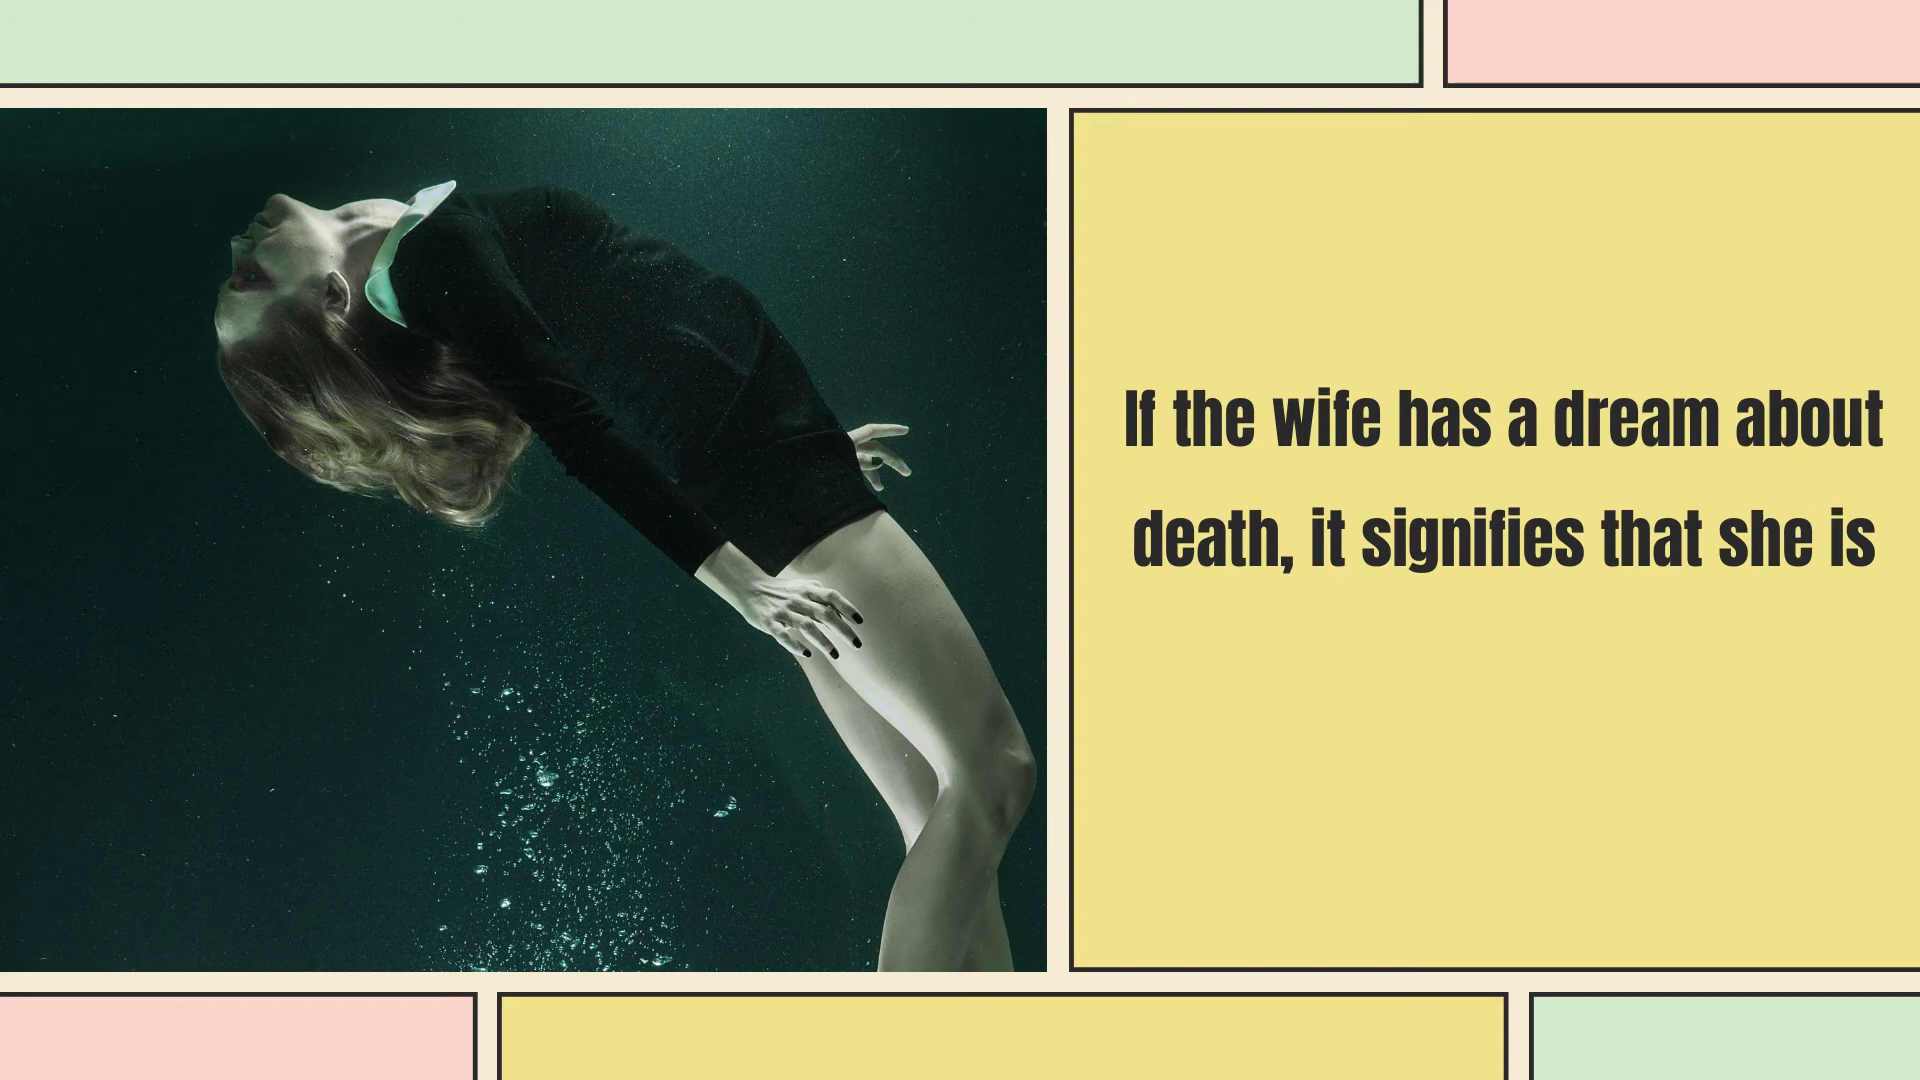 If the wife has a dream about
death, it signifies that she is